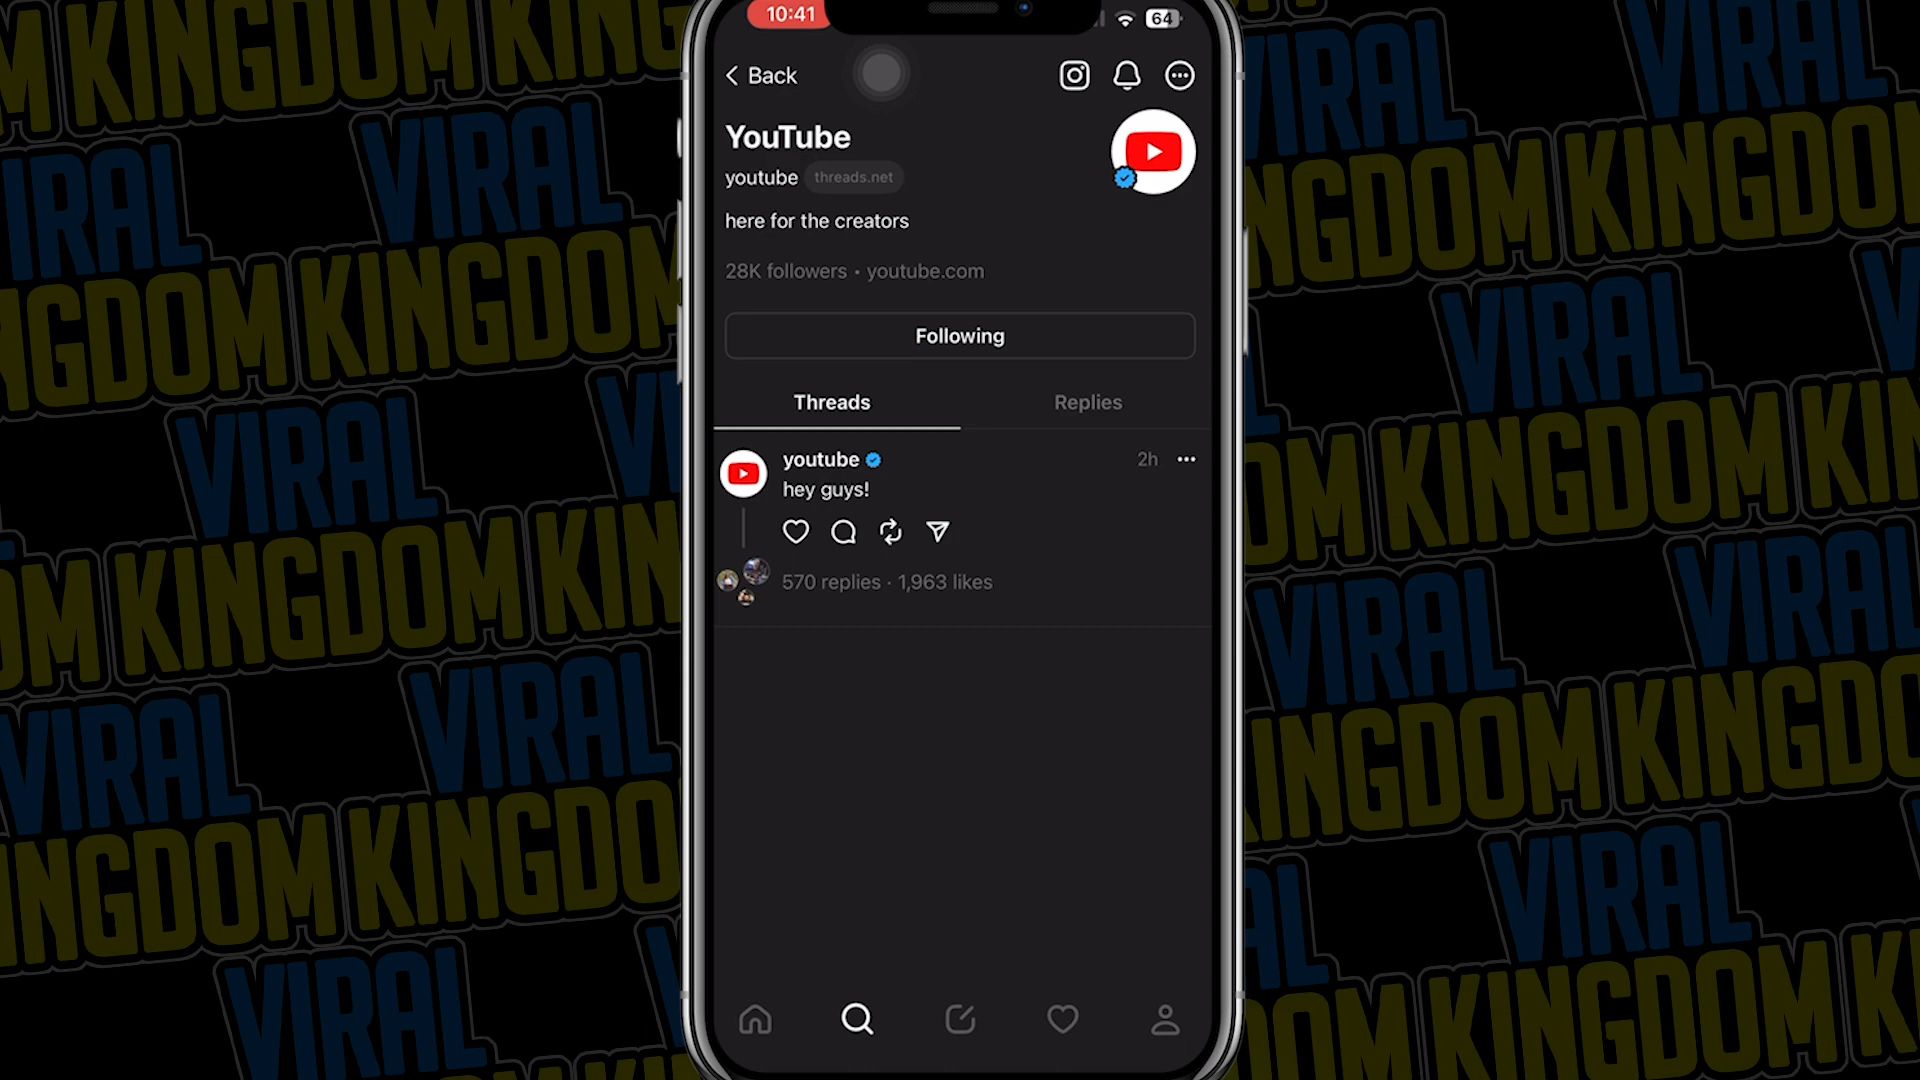 10:41
64
Back
YouTube
youtube threads.net
here for the creators
28K followers • youtube.com
Following
Threads Replies
youtube 2h
hey guys!
570 replies · 1,963 likes
VIRAL
KINGDOM